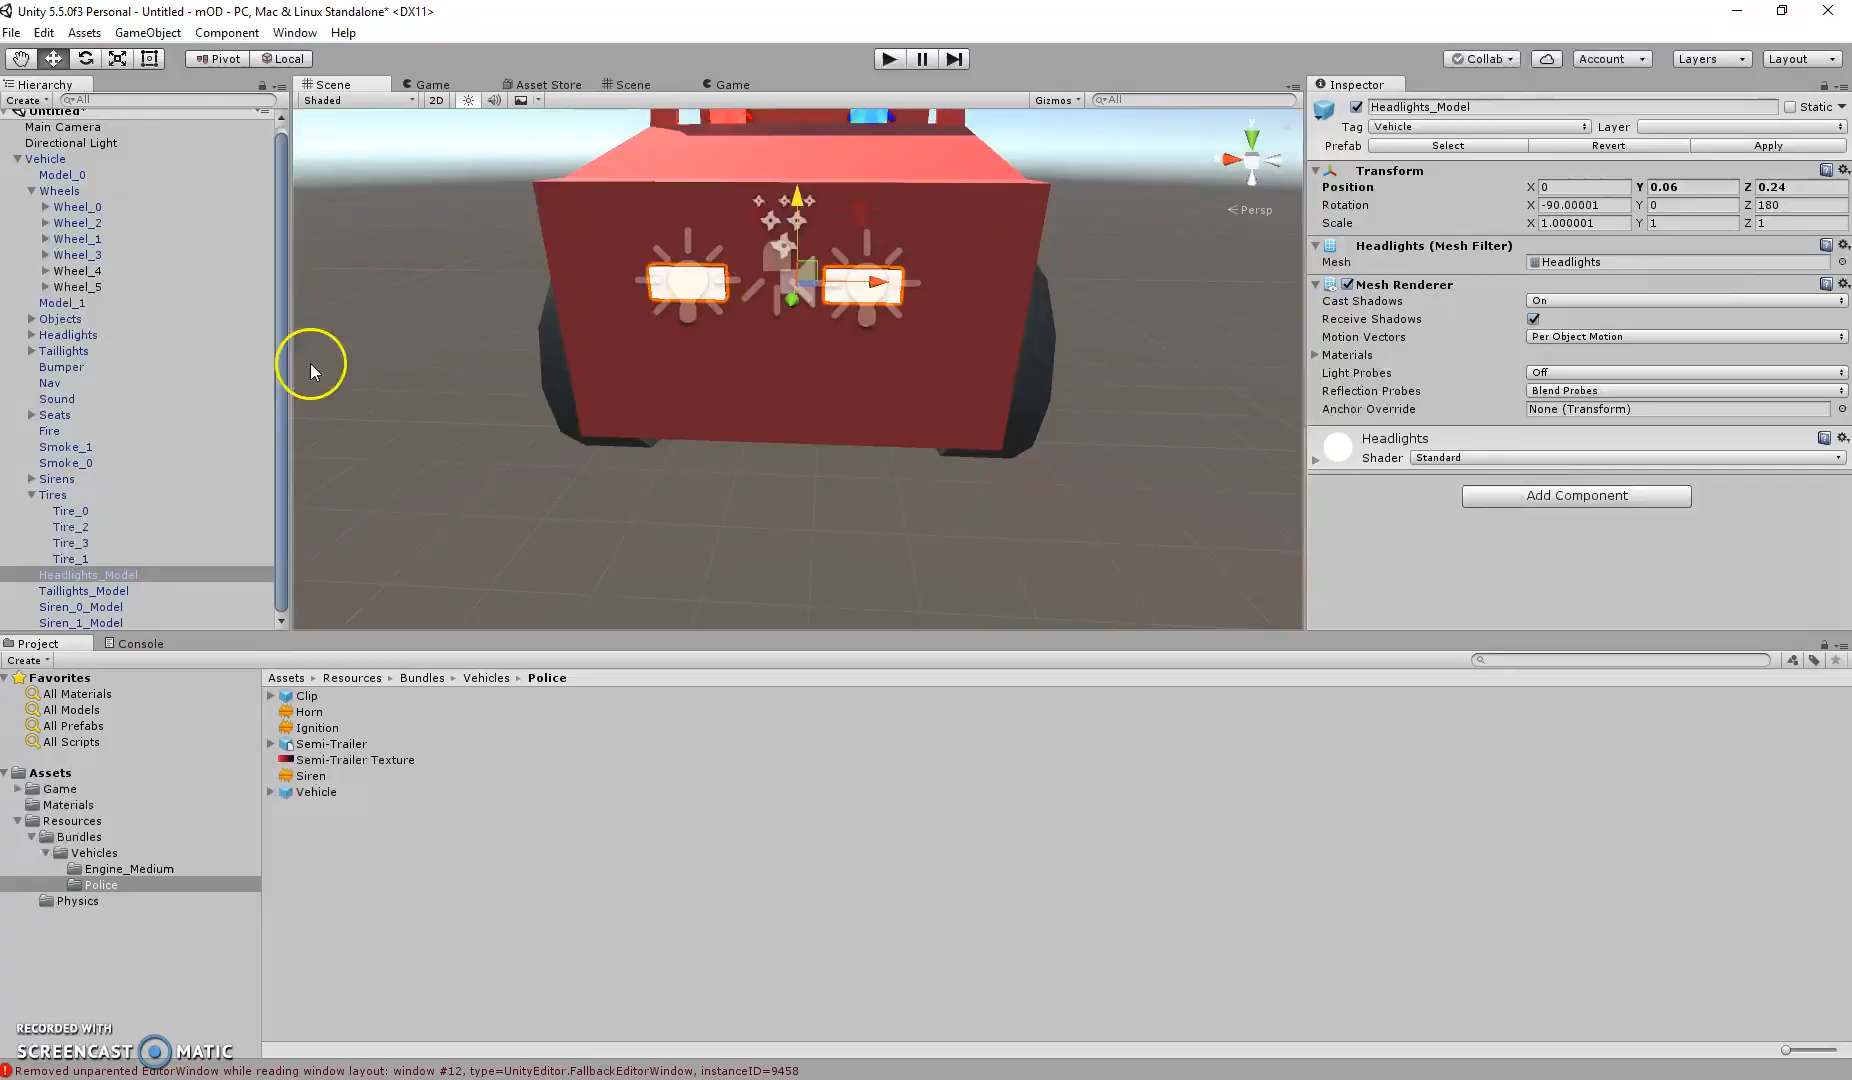 Unity 5.5.0f3 Personal - Untitled - mOD - PC, Mac & Linux Standalone* <DX11>
File Edit Assets GameObject Component Window Help
Pivot Local Collab Account Layers Layout
Hierarchy
Create All
Untitled*
Main Camera
Directional Light
Vehicle
Model_0
Wheels
Wheel_0
Wheel_2
Wheel_1
Wheel_3
Wheel_4
Wheel_5
Model_1
Objects
Headlights
Taillights
Bumper
Nav
Sound
Seats
Fire
Smoke_1
Smoke_0
Sirens
Tires
Tire_0
Tire_2
Tire_3
Tire_1
Headlights_Model
Taillights_Model
Siren_0_Model
Siren_1_Model
Scene Game Asset Store Scene Game
Shaded 2D Gizmos All
y
Persp
Inspector
Headlights_Model Static
Tag Vehicle Layer
Prefab Select Revert Apply
Transform
Position X 0 Y 0.06 Z 0.24
Rotation X -90.00001 Y 0 Z 180
Scale X 1.000001 Y 1 Z 1
Headlights (Mesh Filter)
Mesh Headlights
Mesh Renderer
Cast Shadows On
Receive Shadows
Motion Vectors Per Object Motion
Materials
Light Probes Off
Reflection Probes Blend Probes
Anchor Override None (Transform)
Headlights
Shader Standard
Add Component
Project Console
Create
Favorites
All Materials
All Models
All Prefabs
All Scripts
Assets
Game
Materials
Resources
Bundles
Vehicles
Engine_Medium
Police
Physics
Assets Resources Bundles Vehicles Police
Clip
Horn
Ignition
Semi-Trailer
Semi-Trailer Texture
Siren
Vehicle
RECORDED WITH
SCREENCAST MATIC
Removed unparented EditorWindow while reading window layout: window #12, type=UnityEditor.FallbackEditorWindow, instanceID=9458